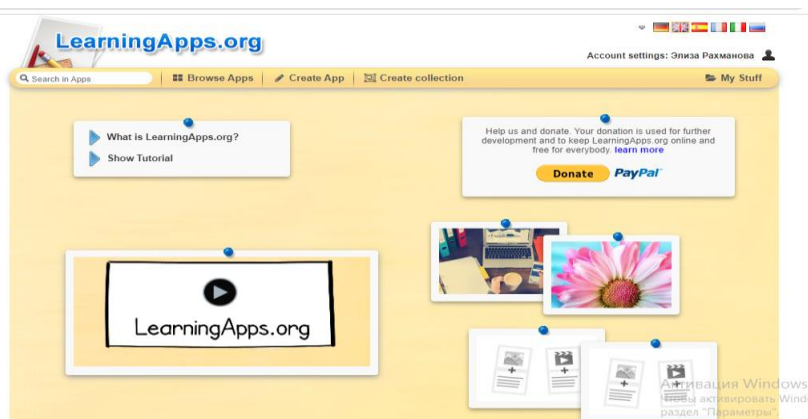 LearningApps.org
Account settings: Элиза Рахманова
Search in Apps
Browse Apps
Create App
Create collection
My Stuff
What is LearningApps.org?
Show Tutorial
Help us and donate. Your donation is used for further
development and to keep LearningApps.org online and
free for everybody. learn more
Donate
PayPal
LearningApps.org
Активация Windows
Чтобы активировать Wind
раздел "Параметры".